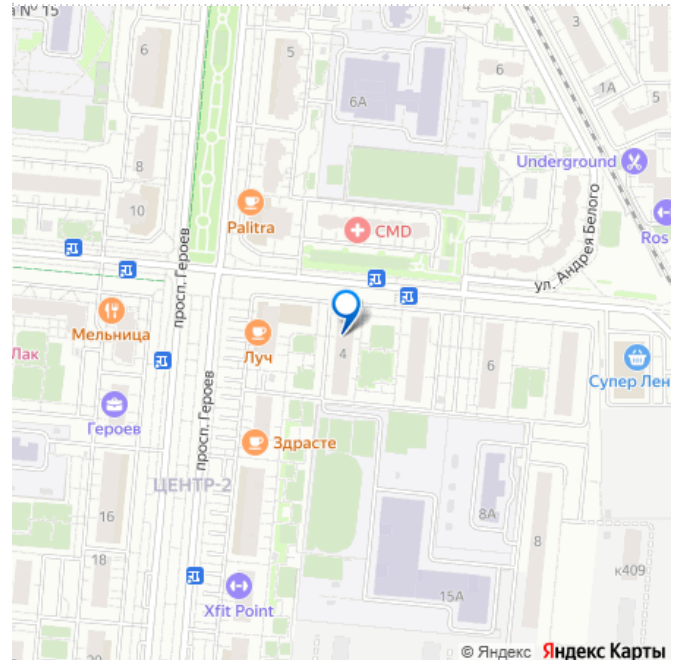 № 15
6
5
3
6
1А
5
6А
Underground
8
10
Palitra
CMD
Ros
ул. Андрея Белого
просп. Героев
Мельница
Луч
4
6
Лак
Супер Лен
Героев
просп. Героев
Здрасте
ЦЕНТР-2
16
8А
8
18
к409
Xfit Point
15А
20
© Яндекс Яндекс Карты